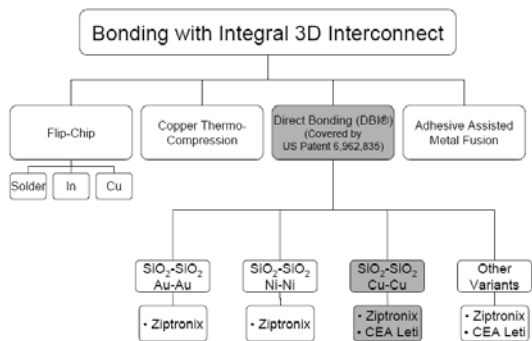 Bonding with Integral 3D Interconnect
Flip-Chip
Copper Thermo-
Compression
Direct Bonding (DBI®)
(Covered by
US Patent 6,962,835)
Adhesive Assisted
Metal Fusion
Solder
In
Cu
SiO₂-SiO₂
Au-Au
SiO₂-SiO₂
Ni-Ni
SiO₂-SiO₂
Cu-Cu
Other
Variants
• Ziptronix
• Ziptronix
• Ziptronix
• CEA Leti
• Ziptronix
• CEA Leti